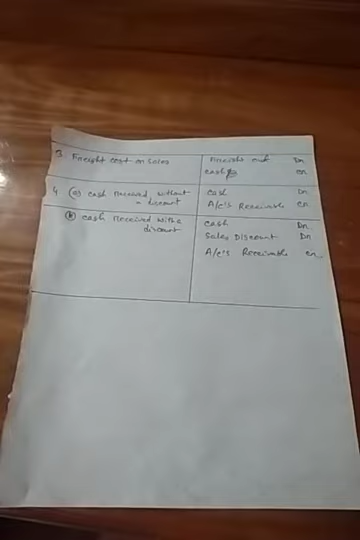 3. Freight cost on sales
Freight out Dr
cash Cr
4. (a) cash received without
a discount
cash Dr
A/c's Receivable Cr
(b) cash received with a
discount
cash Dr
Sales Discount Dr
A/c's Receivable Cr